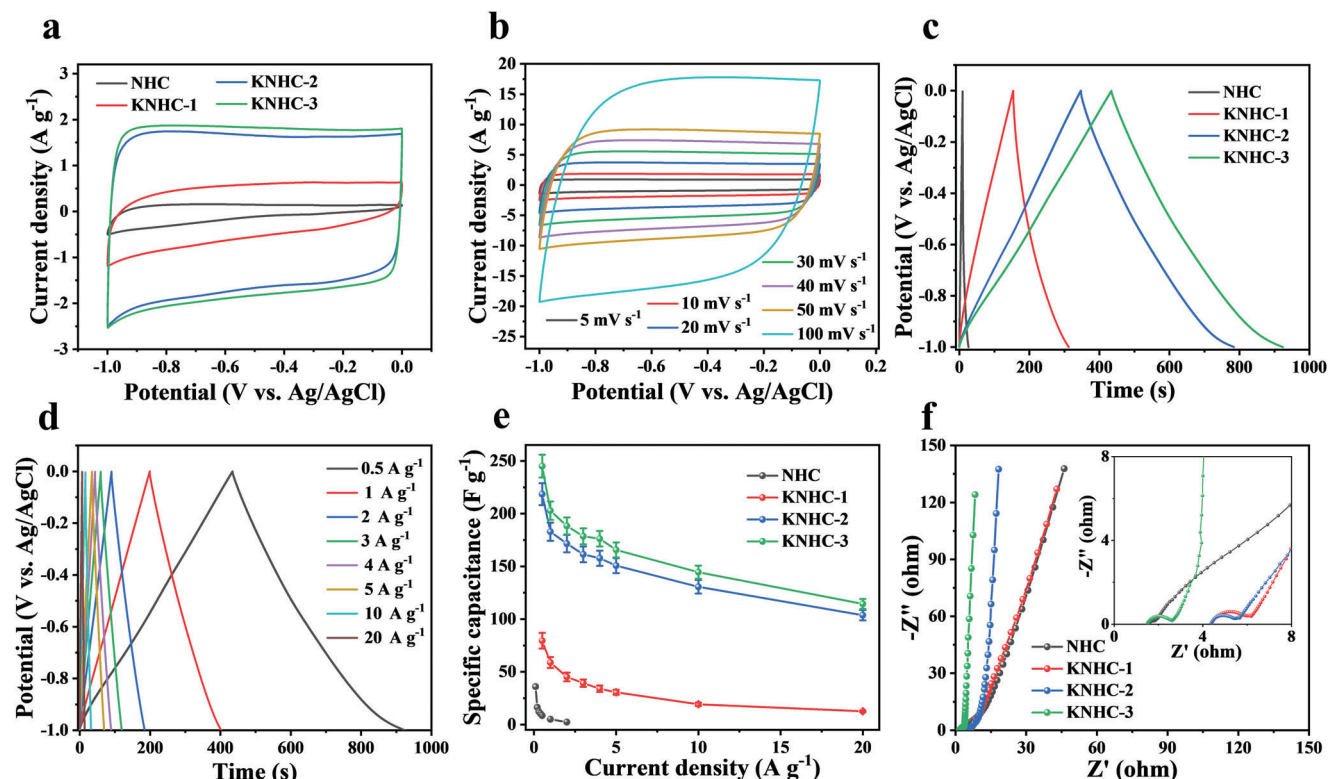 a
NHC KNHC-2
KNHC-1 KNHC-3
3
2
1
0
-1
-2
-3
-1.0 -0.8 -0.6 -0.4 -0.2 0.0
Current density (A g⁻¹)
Potential (V vs. Ag/AgCl)
b
20
15
10
5
0
-5
-10
-15
-20
-25
30 mV s⁻¹
40 mV s⁻¹
10 mV s⁻¹ 50 mV s⁻¹
5 mV s⁻¹ 20 mV s⁻¹ 100 mV s⁻¹
-1.0 -0.8 -0.6 -0.4 -0.2 0.0 0.2
Current density (A g⁻¹)
Potential (V vs. Ag/AgCl)
c
NHC
KNHC-1
KNHC-2
KNHC-3
0.0
-0.2
-0.4
-0.6
-0.8
-1.0
0 200 400 600 800 1000
Potential (V vs. Ag/AgCl)
Time (s)
d
0.5 A g⁻¹
1 A g⁻¹
2 A g⁻¹
3 A g⁻¹
4 A g⁻¹
5 A g⁻¹
10 A g⁻¹
20 A g⁻¹
0.0
-0.2
-0.4
-0.6
-0.8
-1.0
0 200 400 600 800 1000
Potential (V vs. Ag/AgCl)
Time (s)
e
NHC
KNHC-1
KNHC-2
KNHC-3
250
200
150
100
50
0
0 5 10 15 20
Specific capacitance (F g⁻¹)
Current density (A g⁻¹)
f
150
120
90
60
30
0
0 30 60 90 120 150
-Z'' (ohm)
Z' (ohm)
8
4
0
0 4 8
-Z'' (ohm)
Z' (ohm)
NHC
KNHC-1
KNHC-2
KNHC-3